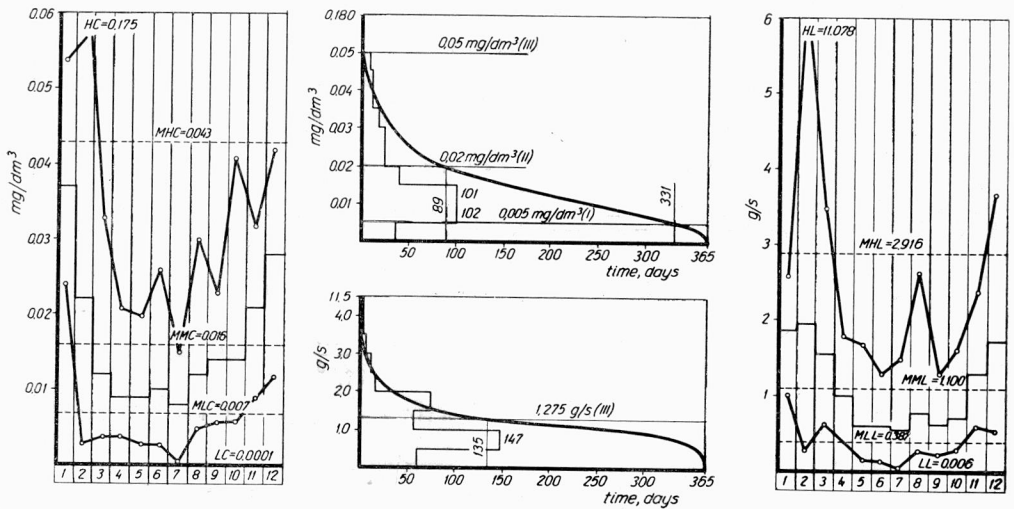 0.06
HC=0.175
0.05
MHC=0.043
0.04
mg/dm³
0.03
0.02
MMC=0.016
0.01
MLC=0.007
LC=0.0001
1 2 3 4 5 6 7 8 9 10 11 12
0.180
0.05
0,05 mg/dm³(III)
0.04
mg/dm³
0.03
0.02
0,02 mg/dm³(II)
0.01
89
101
102
331
0,005 mg/dm³(I)
50 100 150 200 250 300 365
time, days
11.5
4,0
g/s
3.0
2.0
1,275 g/s(III)
1.0
135
147
50 100 150 200 250 300 365
time, days
6
HL=11.078
5
4
g/s
3
MHL=2.916
2
MML=1,100
1
LL=0.006
1 2 3 4 5 6 7 8 9 10 11 12